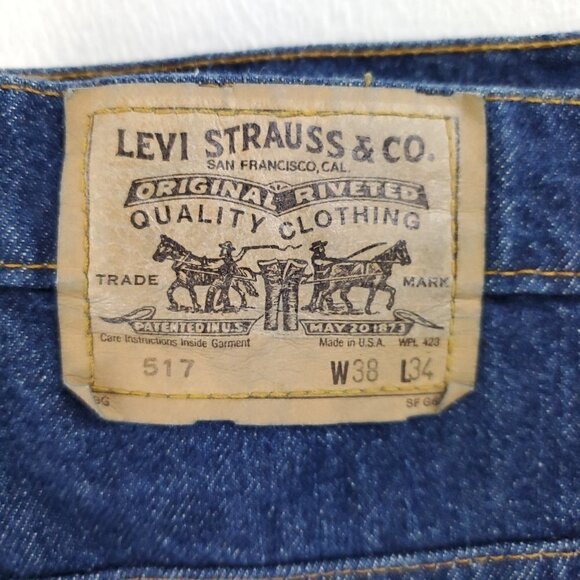 LEVI STRAUSS & CO.
SAN FRANCISCO, CAL.
ORIGINAL RIVETED
QUALITY CLOTHING
TRADE MARK
PATENTED IN U.S. MAY 20 1873
Care Instructions Inside Garment Made in U.S.A. WPL 423
517 W38 L34